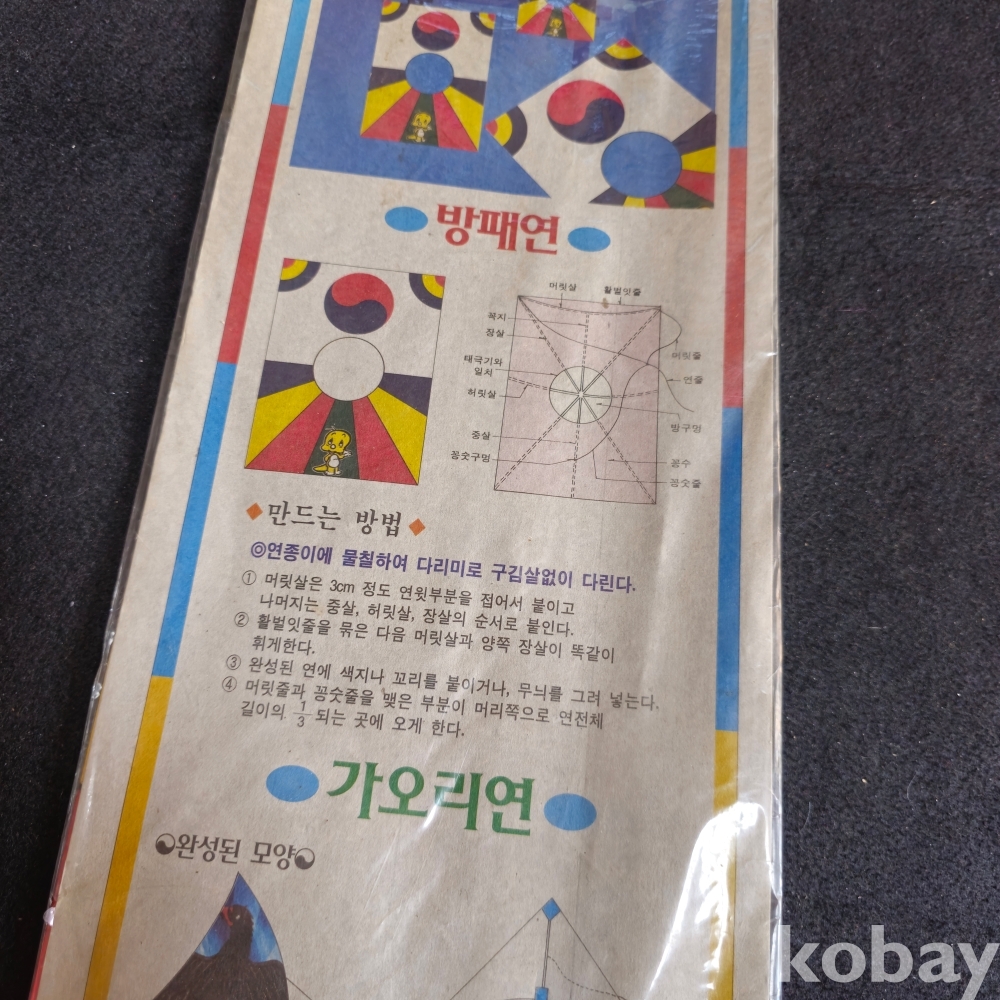 방패연
머릿살 활벌잇줄
꼭지
장살
태극기와
일치
머릿줄
연줄
허릿살
방구멍
중살
꽁숫구멍
꽁수
꽁숫줄
만드는 방법
◎연종이에 물칠하여 다리미로 구김살없이 다린다.
① 머릿살은 3cm 정도 연윗부분을 접어서 붙이고
나머지는 중살, 허릿살, 장살의 순서로 붙인다.
② 활벌잇줄을 묶은 다음 머릿살과 양쪽 장살이 똑같이
휘게한다.
③ 완성된 연에 색지나 꼬리를 붙이거나, 무늬를 그려 넣는다.
④ 머릿줄과 꽁숫줄을 맺은 부분이 머리쪽으로 연전체
길이의 1/3 되는 곳에 오게 한다.
가오리연
완성된 모양
kobay